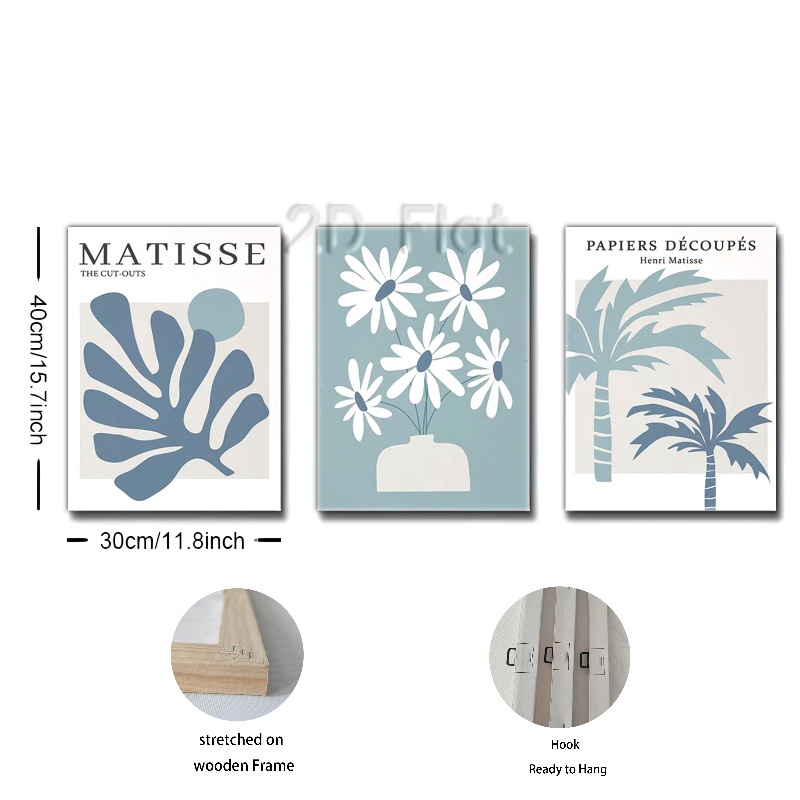 2D Flat
MATISSE
THE CUT-OUTS
PAPIERS DÉCOUPÉS
Henri Matisse
40cm/15.7inch
30cm/11.8inch
stretched on
wooden Frame
Hook
Ready to Hang